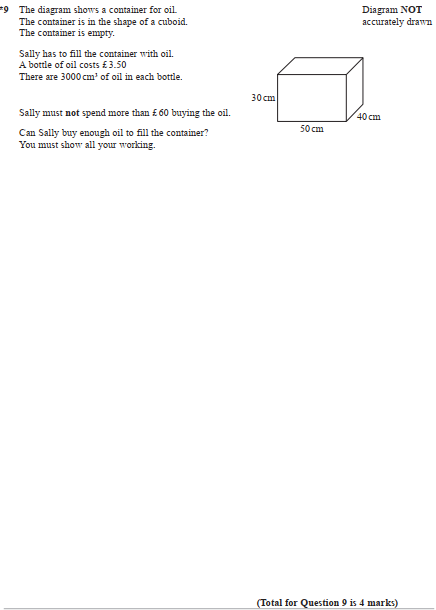 *9 The diagram shows a container for oil.
The container is in the shape of a cuboid.
The container is empty.
Diagram NOT
accurately drawn
Sally has to fill the container with oil.
A bottle of oil costs £3.50
There are 3000 cm³ of oil in each bottle.
Sally must not spend more than £60 buying the oil.
Can Sally buy enough oil to fill the container?
You must show all your working.
30 cm
40 cm
50 cm
(Total for Question 9 is 4 marks)